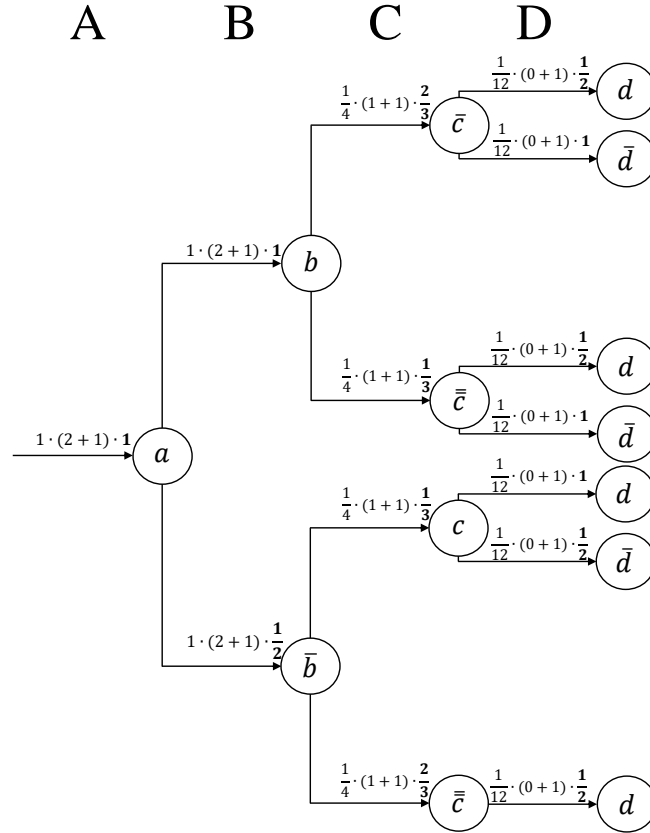 A B C D
1/12 · (0 + 1) · 1/2 d
1/4 · (1 + 1) · 2/3 c̄
1/12 · (0 + 1) · 1 d̄
1 · (2 + 1) · 1 b
1/12 · (0 + 1) · 1/2 d
1/4 · (1 + 1) · 1/3 c̿
1/12 · (0 + 1) · 1 d̄
1 · (2 + 1) · 1 a
1/12 · (0 + 1) · 1 d
1/4 · (1 + 1) · 1/3 c
1/12 · (0 + 1) · 1/2 d̄
1 · (2 + 1) · 1/2 b̄
1/4 · (1 + 1) · 2/3 c̿ 1/12 · (0 + 1) · 1/2 d